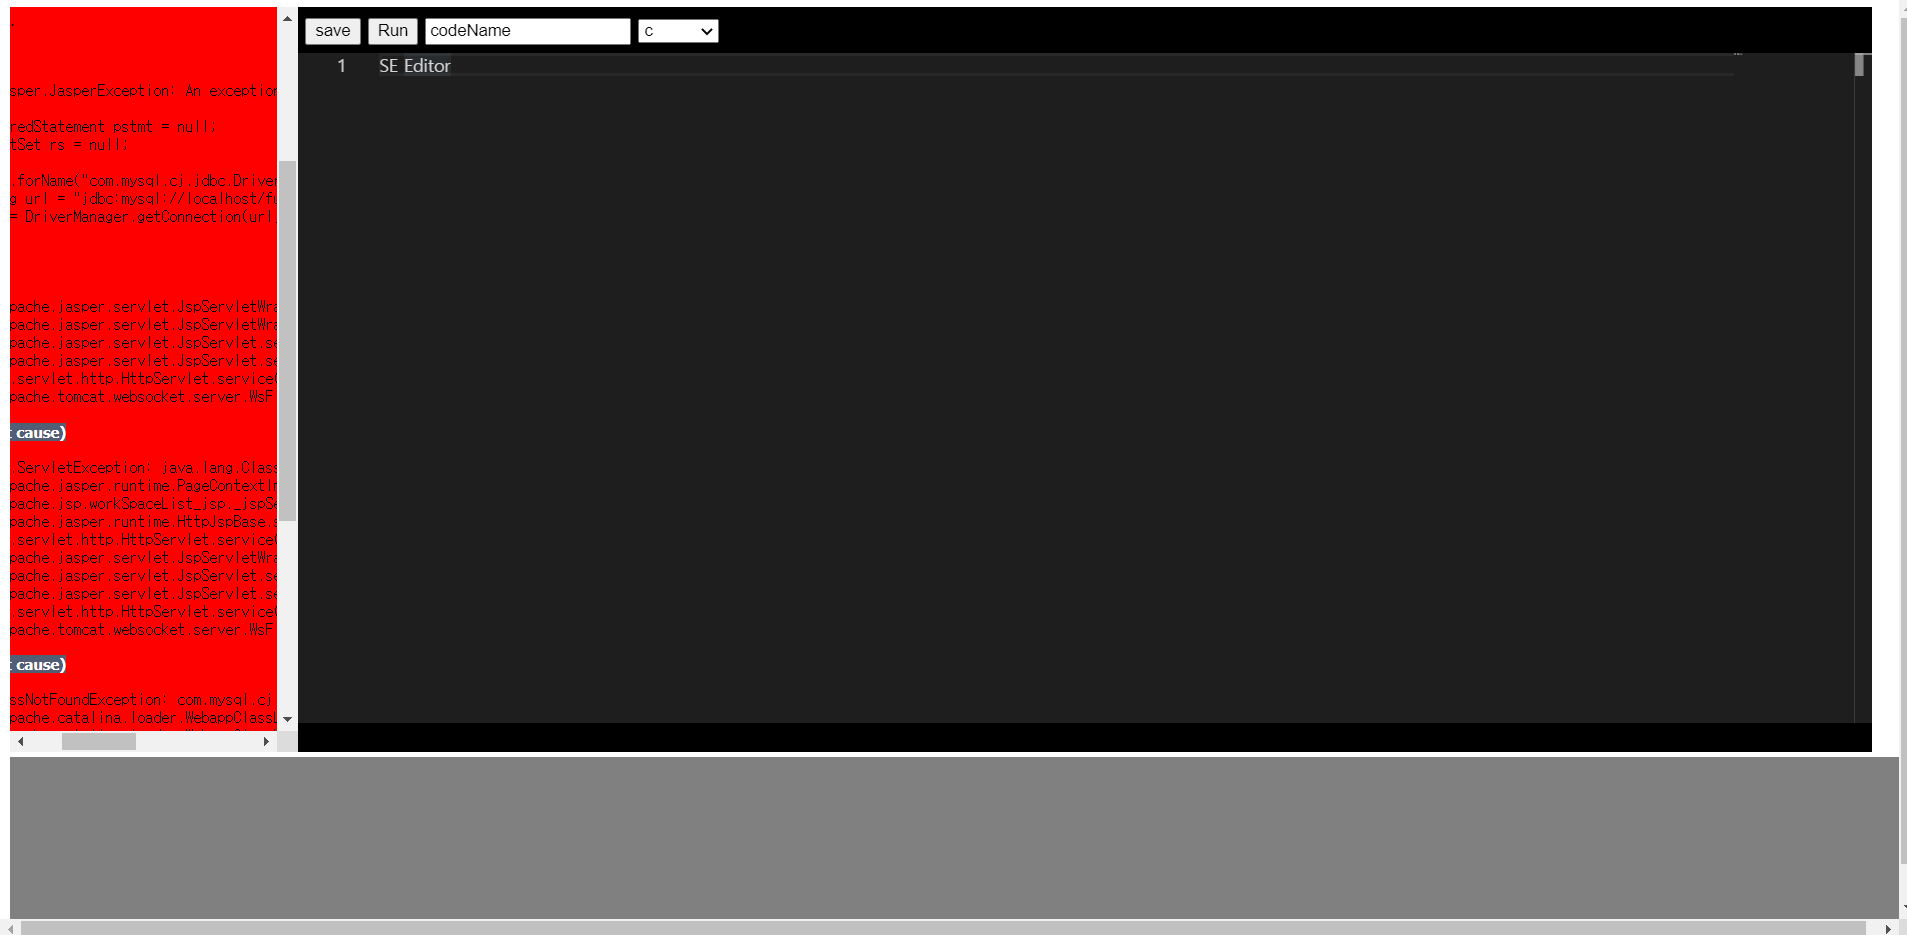 save Run codeName c
1 SE Editor
sper.JasperException: An exception
redStatement pstmt = null;
tSet rs = null;
.forName("com.mysql.cj.jdbc.Driver
g url = "jdbc:mysql://localhost/fu
= DriverManager.getConnection(url,
pache.jasper.servlet.JspServletWra
pache.jasper.servlet.JspServletWra
pache.jasper.servlet.JspServlet.se
pache.jasper.servlet.JspServlet.se
.servlet.http.HttpServlet.service(
pache.tomcat.websocket.server.WsF
t cause)
.ServletException: java.lang.Class
pache.jasper.runtime.PageContextIm
pache.jsp.workSpaceList_jsp._jspSe
pache.jasper.runtime.HttpJspBase.s
.servlet.http.HttpServlet.service(
pache.jasper.servlet.JspServletWra
pache.jasper.servlet.JspServlet.se
pache.jasper.servlet.JspServlet.se
.servlet.http.HttpServlet.service(
pache.tomcat.websocket.server.WsF
t cause)
ssNotFoundException: com.mysql.cj
pache.catalina.loader.WebappClassL